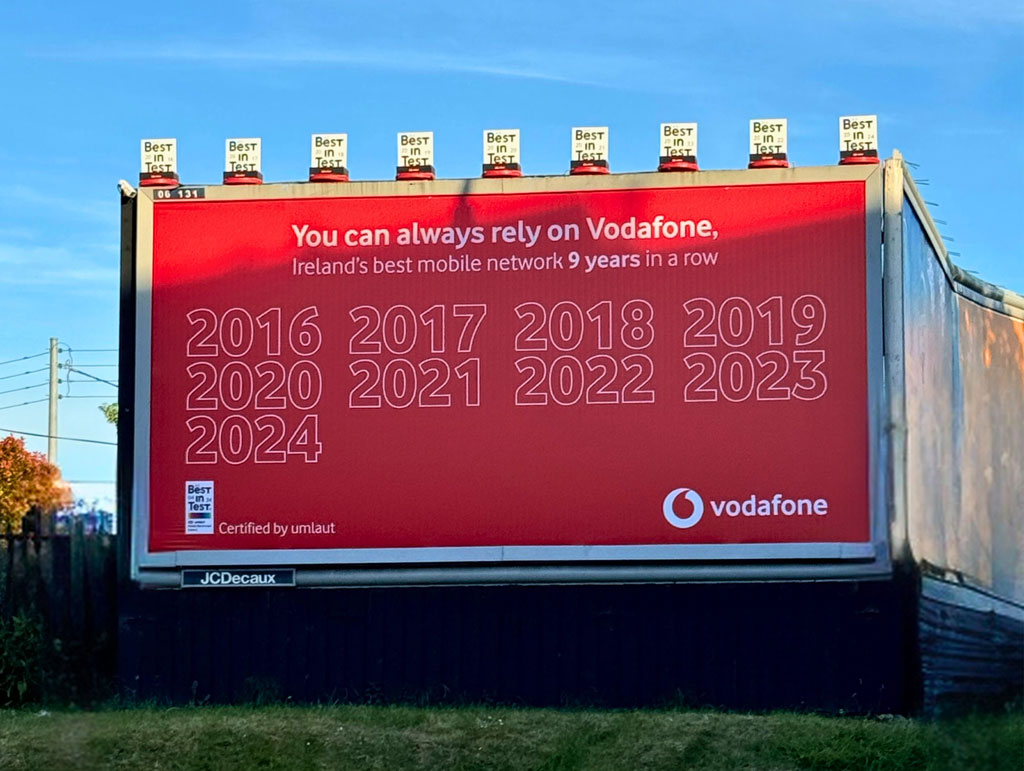 Best in Test
Best in Test
Best in Test
Best in Test
Best in Test
Best in Test
Best in Test
Best in Test
Best in Test
06 131
You can always rely on Vodafone,
Ireland's best mobile network 9 years in a row
2016 2017 2018 2019
2020 2021 2022 2023
2024
Best
in
Test
Certified by umlaut
vodafone
JCDecaux